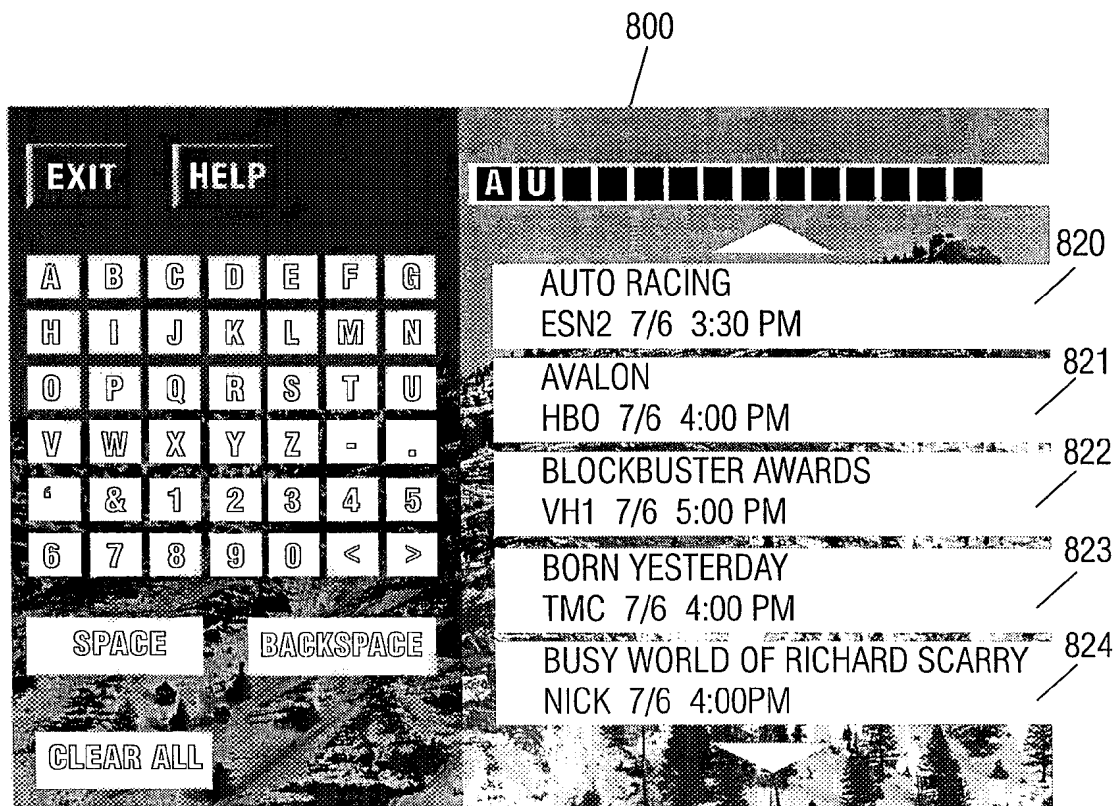 800
EXIT HELP
A U
A B C D E F G
H I J K L M N
O P Q R S T U
V W X Y Z - .
‘ & 1 2 3 4 5
6 7 8 9 0 < >
SPACE BACKSPACE
CLEAR ALL
820
AUTO RACING
ESN2 7/6 3:30 PM
821
AVALON
HBO 7/6 4:00 PM
822
BLOCKBUSTER AWARDS
VH1 7/6 5:00 PM
823
BORN YESTERDAY
TMC 7/6 4:00 PM
824
BUSY WORLD OF RICHARD SCARRY
NICK 7/6 4:00PM